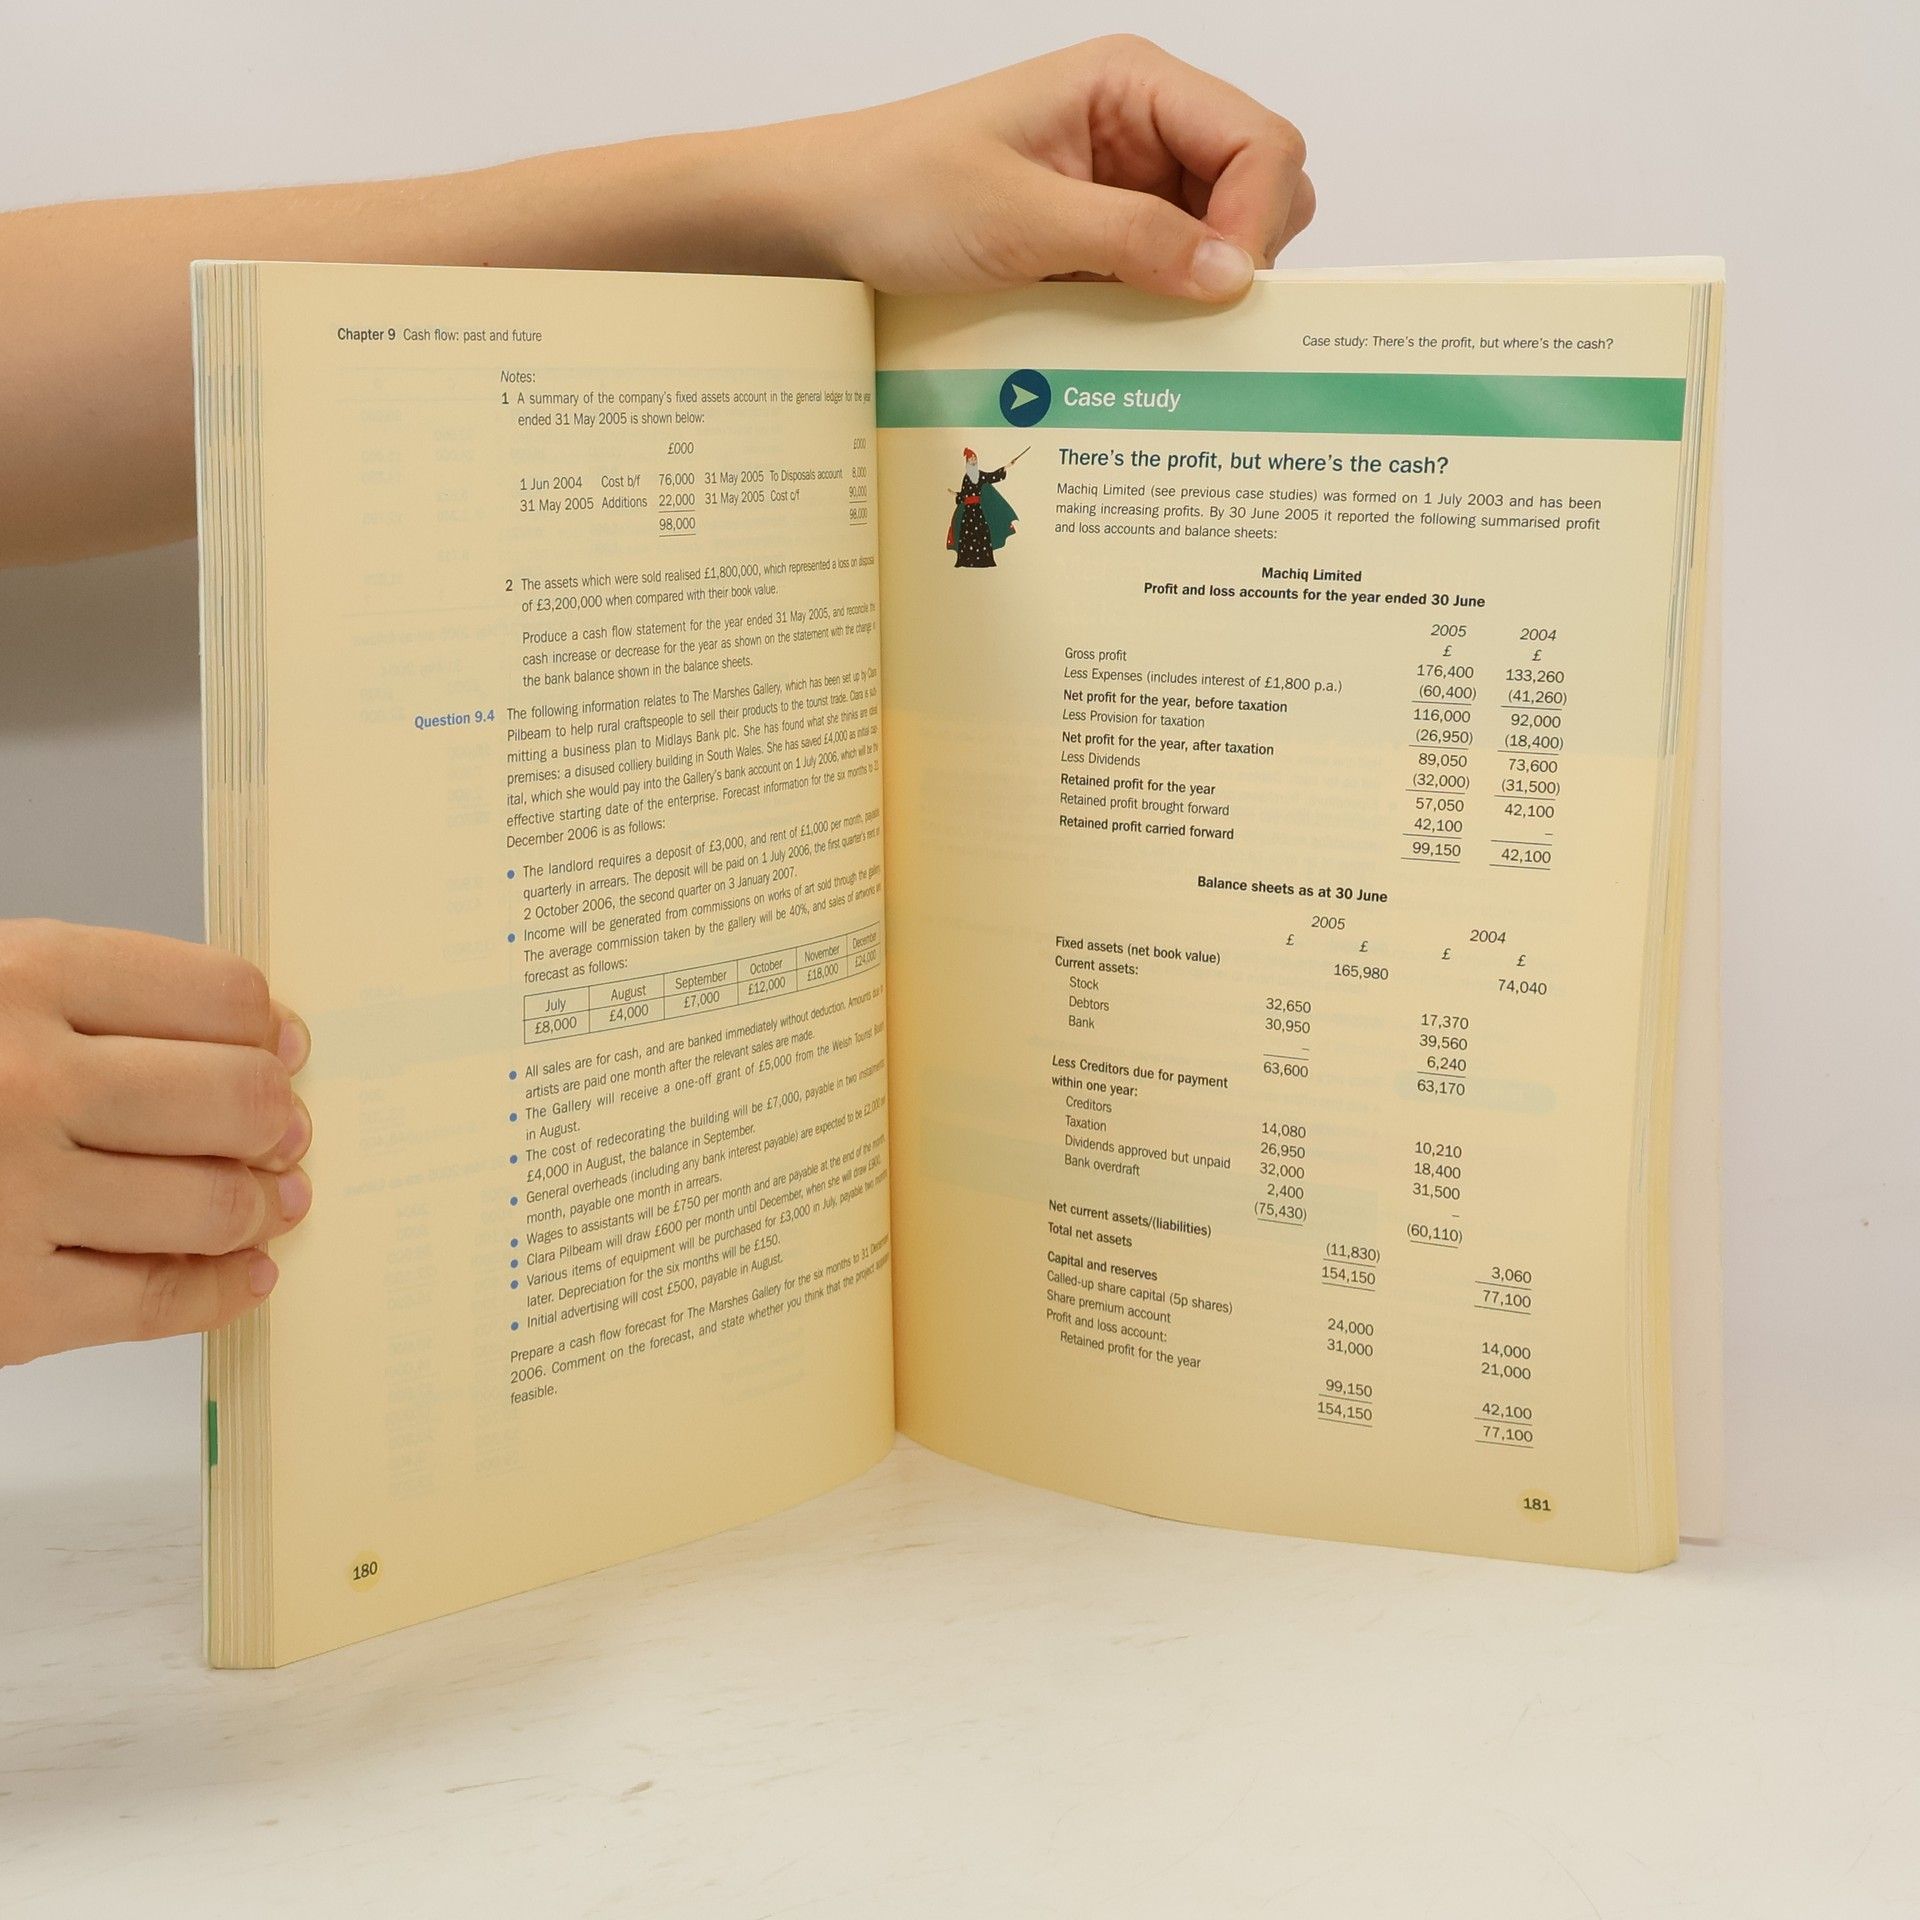 Chapter 9 Cash flow: past and future
Notes:
1 A summary of the company's fixed assets account in the general ledger for the year
ended 31 May 2005 is shown below:
£000 £000
1 Jun 2004 Cost b/f 76,000 31 May 2005 To Disposals account 8,000
31 May 2005 Additions 22,000 31 May 2005 Cost c/f 90,000
98,000 98,000
2 The assets which were sold realised £1,800,000, which represented a loss on disposal
of £3,200,000 when compared with their book value.
Produce a cash flow statement for the year ended 31 May 2005, and reconcile the
cash increase or decrease for the year as shown on the statement with the change
the bank balance shown in the balance sheets.
Question 9.4 The following information relates to The Marshes Gallery, which has been set up by Clara
Pilbeam to help rural craftspeople to sell their products to the tourist trade. Clara is sub-
mitting a business plan to Midlays Bank plc. She has found what she thinks are ideal
premises: a disused colliery building in South Wales. She has saved £4,000 as initial cap-
ital, which she would pay into the Gallery's bank account on 1 July 2006, which will be the
effective starting date of the enterprise. Forecast information for the six months to 31
December 2006 is as follows:
• The landlord requires a deposit of £3,000, and rent of £1,000 per month, payable
quarterly in arrears. The deposit will be paid on 1 July 2006, the first quarter's rent on
2 October 2006, the second quarter on 3 January 2007.
• Income will be generated from commissions on works of art sold through the gallery.
The average commission taken by the gallery will be 40%, and sales of artworks are
forecast as follows:
July August September October November December
£8,000 £4,000 £7,000 £12,000 £18,000 £24,000
• All sales are for cash, and are banked immediately without deduction. Amounts due to
artists are paid one month after the relevant sales are made.
• The Gallery will receive a one-off grant of £5,000 from the Welsh Tourist Board
in August.
• The cost of redecorating the building will be £7,000, payable in two instalments:
£4,000 in August, the balance in September.
• General overheads (including any bank interest payable) are expected to be £2,000 per
month, payable one month in arrears.
• Wages to assistants will be £750 per month and are payable at the end of the month.
• Clara Pilbeam will draw £600 per month until December, when she will draw £900.
• Various items of equipment will be purchased for £3,000 in July, payable two months
later. Depreciation for the six months will be £150.
• Initial advertising will cost £500, payable in August.
Prepare a cash flow forecast for The Marshes Gallery for the six months to 31 December
2006. Comment on the forecast, and state whether you think that the project appears
feasible.
180
Case study: There's the profit, but where's the cash?
Case study
There's the profit, but where's the cash?
Machiq Limited (see previous case studies) was formed on 1 July 2003 and has been
making increasing profits. By 30 June 2005 it reported the following summarised profit
and loss accounts and balance sheets:
Machiq Limited
Profit and loss accounts for the year ended 30 June
2005 2004
£ £
Gross profit 176,400 133,260
Less Expenses (includes interest of £1,800 p.a.) (60,400) (41,260)
Net profit for the year, before taxation 116,000 92,000
Less Provision for taxation (26,950) (18,400)
Net profit for the year, after taxation 89,050 73,600
Less Dividends (32,000) (31,500)
Retained profit for the year 57,050 42,100
Retained profit brought forward 42,100 –
Retained profit carried forward 99,150 42,100
Balance sheets as at 30 June
2005 2004
£ £ £ £
Fixed assets (net book value) 165,980 74,040
Current assets:
Stock 32,650 17,370
Debtors 30,950 39,560
Bank – 6,240
63,600 63,170
Less Creditors due for payment
within one year:
Creditors 14,080 10,210
Taxation 26,950 18,400
Dividends approved but unpaid 32,000 31,500
Bank overdraft 2,400 –
(75,430) (60,110)
Net current assets/(liabilities) (11,830) 3,060
Total net assets 154,150 77,100
Capital and reserves
Called-up share capital (5p shares) 24,000 14,000
Share premium account 31,000 21,000
Profit and loss account:
Retained profit for the year 99,150 42,100
154,150 77,100
181